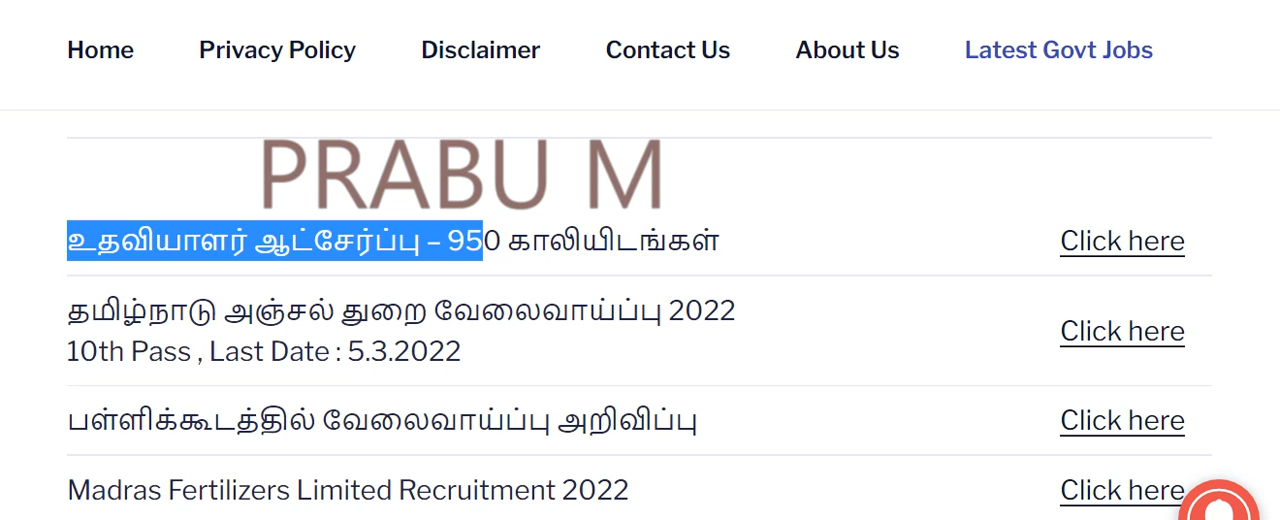 Home Privacy Policy Disclaimer Contact Us About Us Latest Govt Jobs
PRABU M
உதவியாளர் ஆட்சேர்ப்பு – 950 காலியிடங்கள் Click here
தமிழ்நாடு அஞ்சல் துறை வேலைவாய்ப்பு 2022
10th Pass , Last Date : 5.3.2022 Click here
பள்ளிக்கூடத்தில் வேலைவாய்ப்பு அறிவிப்பு Click here
Madras Fertilizers Limited Recruitment 2022 Click here